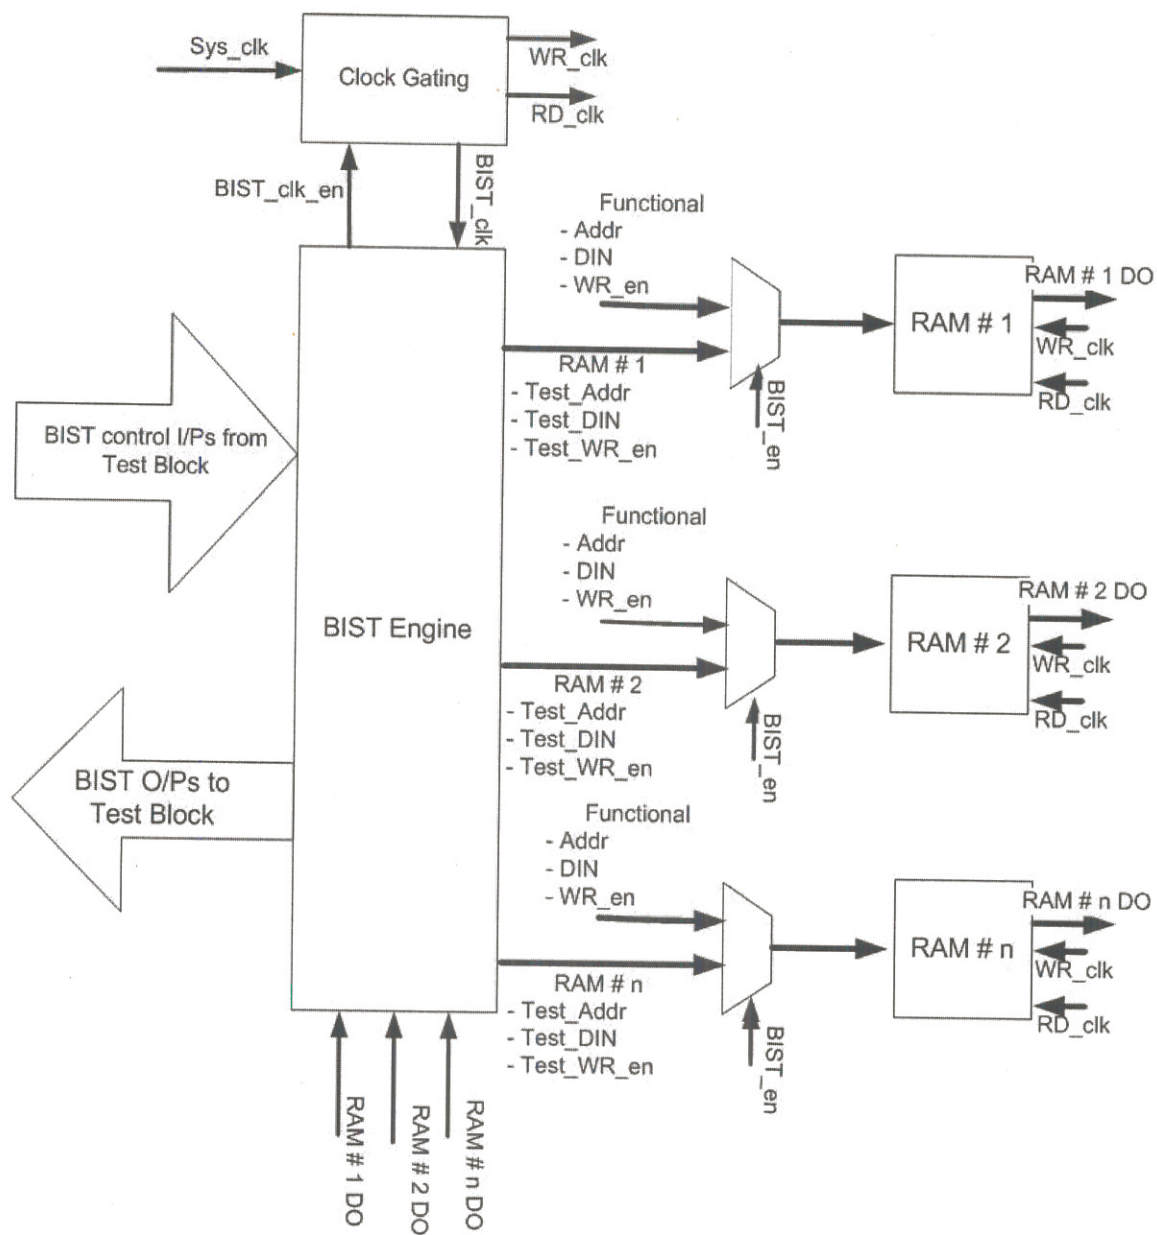 Sys_clk
Clock Gating
WR_clk
RD_clk
BIST_clk_en
BIST_clk
Functional
- Addr
- DIN
- WR_en
RAM # 1
- Test_Addr
- Test_DIN
- Test_WR_en
BIST_en
RAM # 1
RAM # 1 DO
WR_clk
RD_clk
BIST control I/Ps from
Test Block
BIST Engine
Functional
- Addr
- DIN
- WR_en
RAM # 2
- Test_Addr
- Test_DIN
- Test_WR_en
BIST_en
RAM # 2
RAM # 2 DO
WR_clk
RD_clk
BIST O/Ps to
Test Block
Functional
- Addr
- DIN
- WR_en
RAM # n
- Test_Addr
- Test_DIN
- Test_WR_en
BIST_en
RAM # n
RAM # n DO
WR_clk
RD_clk
RAM # 1 DO
RAM # 2 DO
RAM # n DO